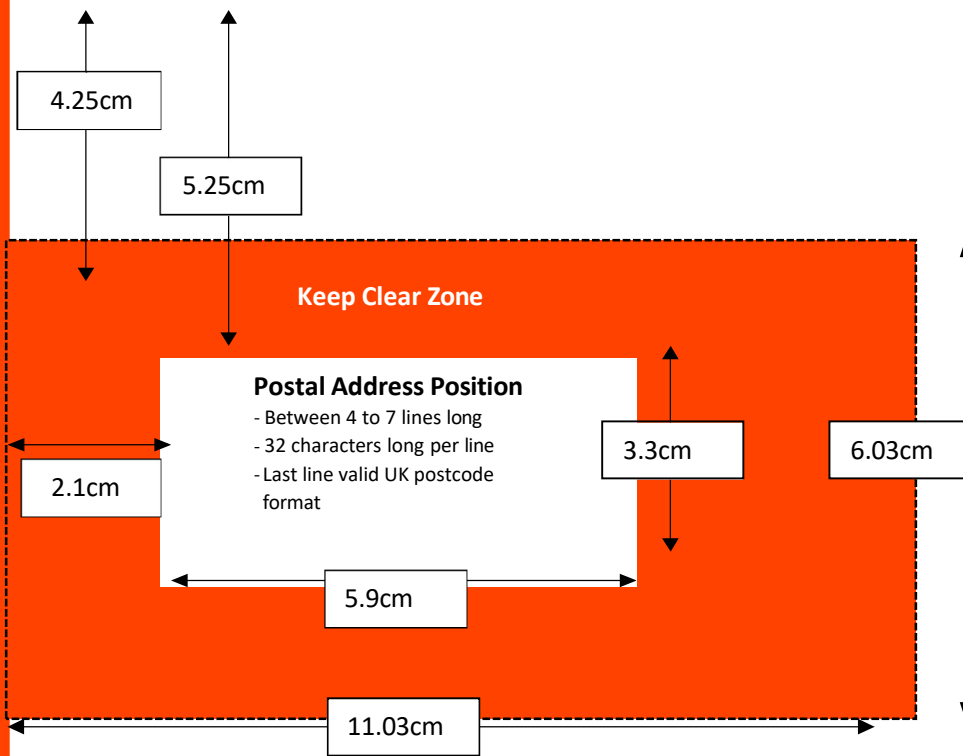 4.25cm
5.25cm
Keep Clear Zone
Postal Address Position
- Between 4 to 7 lines long
- 32 characters long per line
- Last line valid UK postcode
format
3.3cm
6.03cm
2.1cm
5.9cm
11.03cm